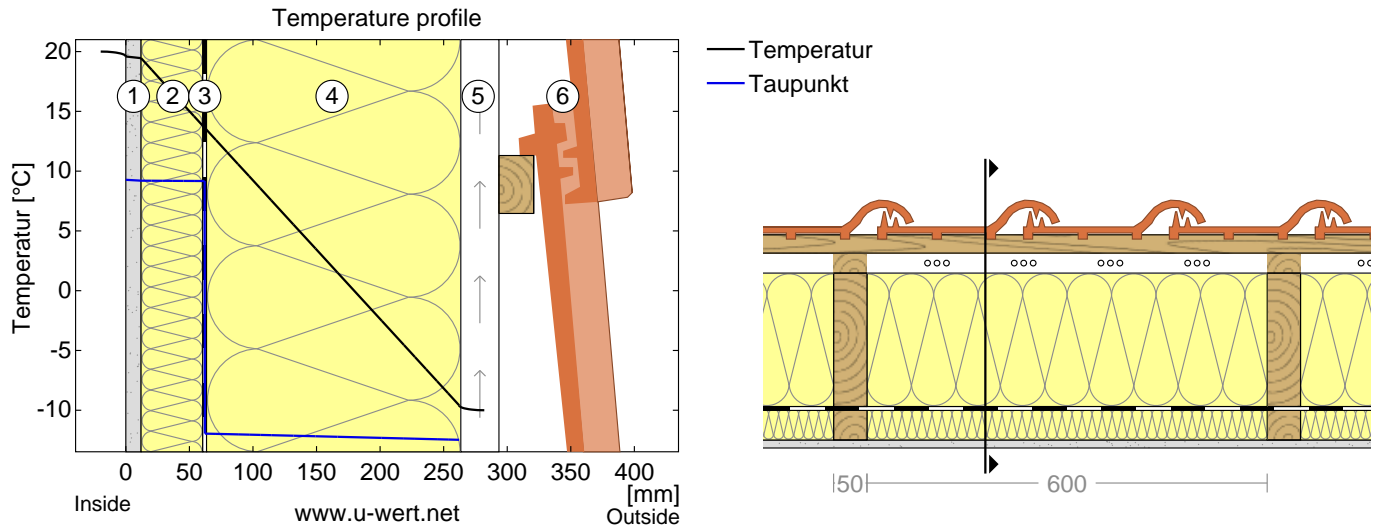 Temperature profile
Temperatur
Taupunkt
20
15
10
5
0
-5
-10
Temperatur [°C]
1 2 3 4 5 6
0 50 100 150 200 250 300 350 400
[mm]
Inside
www.u-wert.net
Outside
50 600